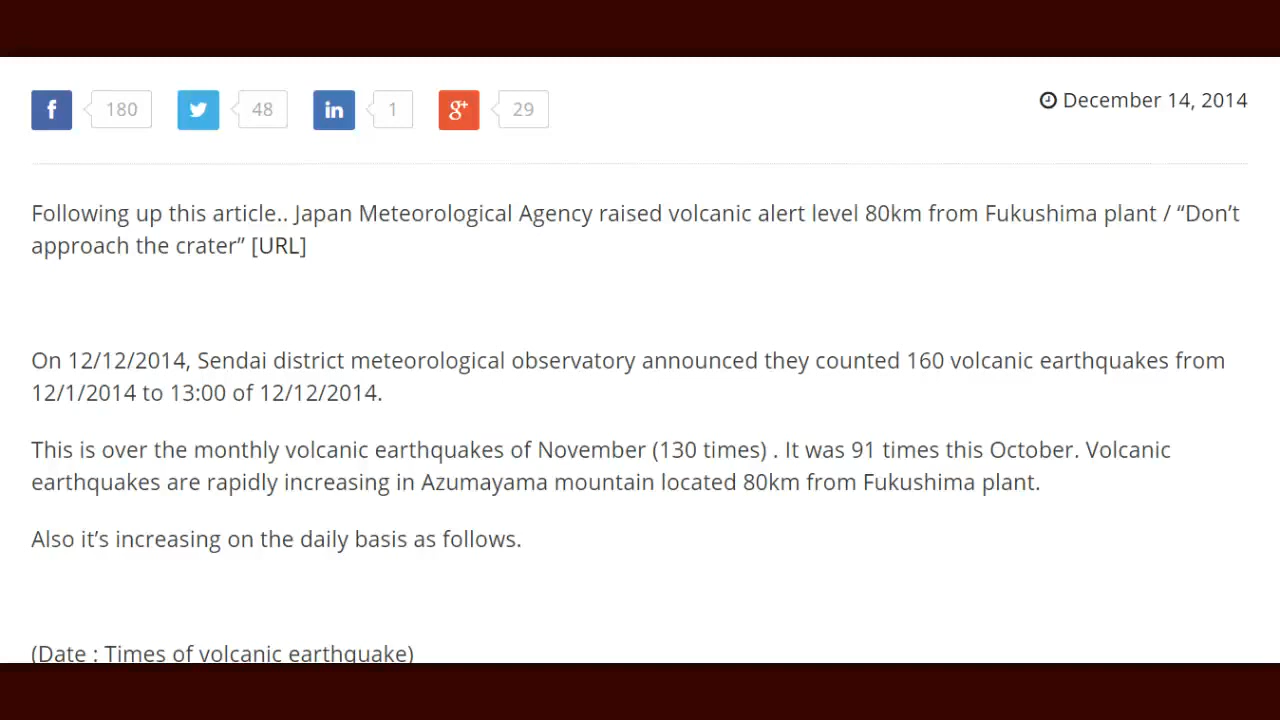 f 180 48 in 1 g+ 29 December 14, 2014
Following up this article.. Japan Meteorological Agency raised volcanic alert level 80km from Fukushima plant / “Don’t
approach the crater” [URL]
On 12/12/2014, Sendai district meteorological observatory announced they counted 160 volcanic earthquakes from
12/1/2014 to 13:00 of 12/12/2014.
This is over the monthly volcanic earthquakes of November (130 times) . It was 91 times this October. Volcanic
earthquakes are rapidly increasing in Azumayama mountain located 80km from Fukushima plant.
Also it’s increasing on the daily basis as follows.
(Date : Times of volcanic earthquake)